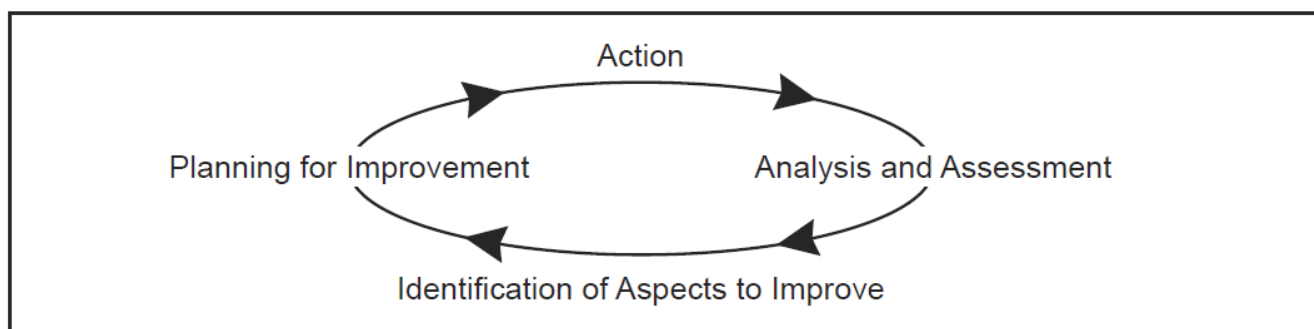 Action
Planning for Improvement
Analysis and Assessment
Identification of Aspects to Improve